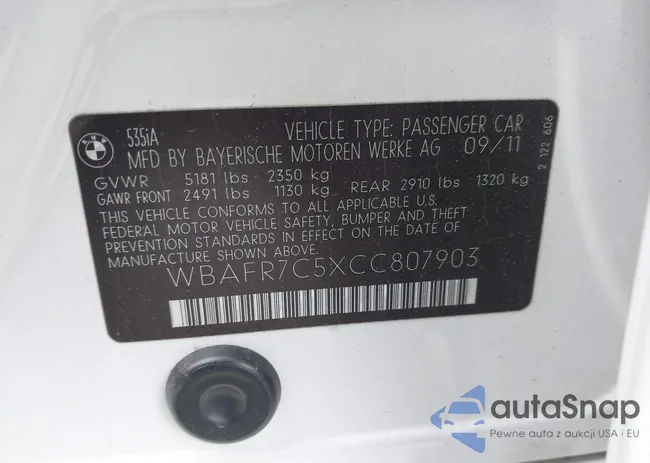 BMW
535iA VEHICLE TYPE: PASSENGER CAR
MFD BY BAYERISCHE MOTOREN WERKE AG 09/11
GVWR 5181 lbs 2350 kg
GAWR FRONT 2491 lbs 1130 kg REAR 2910 lbs 1320 kg
THIS VEHICLE CONFORMS TO ALL APPLICABLE U.S.
FEDERAL MOTOR VEHICLE SAFETY, BUMPER AND THEFT
PREVENTION STANDARDS IN EFFECT ON THE DATE OF
MANUFACTURE SHOWN ABOVE.
WBAFR7C5XCC807903
2 122 606
autaSnap
Pewne auta z aukcji USA i EU